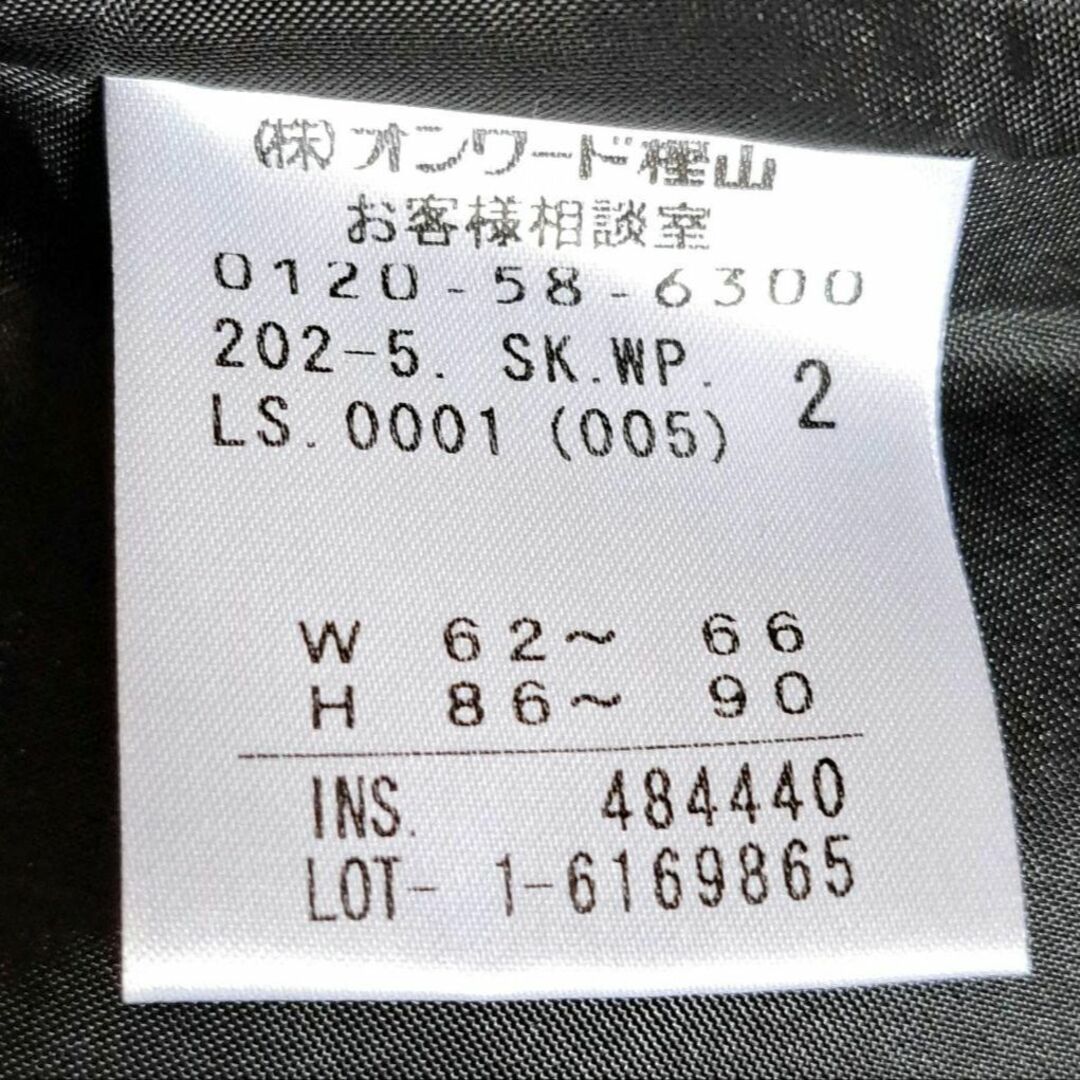 (株)オンワード樫山
お客様相談室
0120-58-6300
202-5. SK.WP. 2
LS.0001(005)
W 62～ 66
H 86～ 90
INS. 484440
LOT- 1-6169865